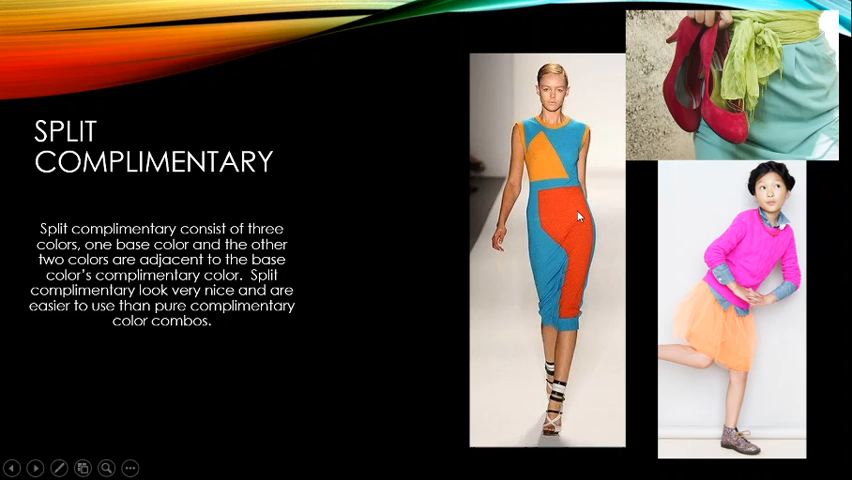 SPLIT
COMPLIMENTARY
Split complimentary consist of three
colors, one base color and the other
two colors are adjacent to the base
color's complimentary color. Split
complimentary look very nice and are
easier to use than pure complimentary
color combos.